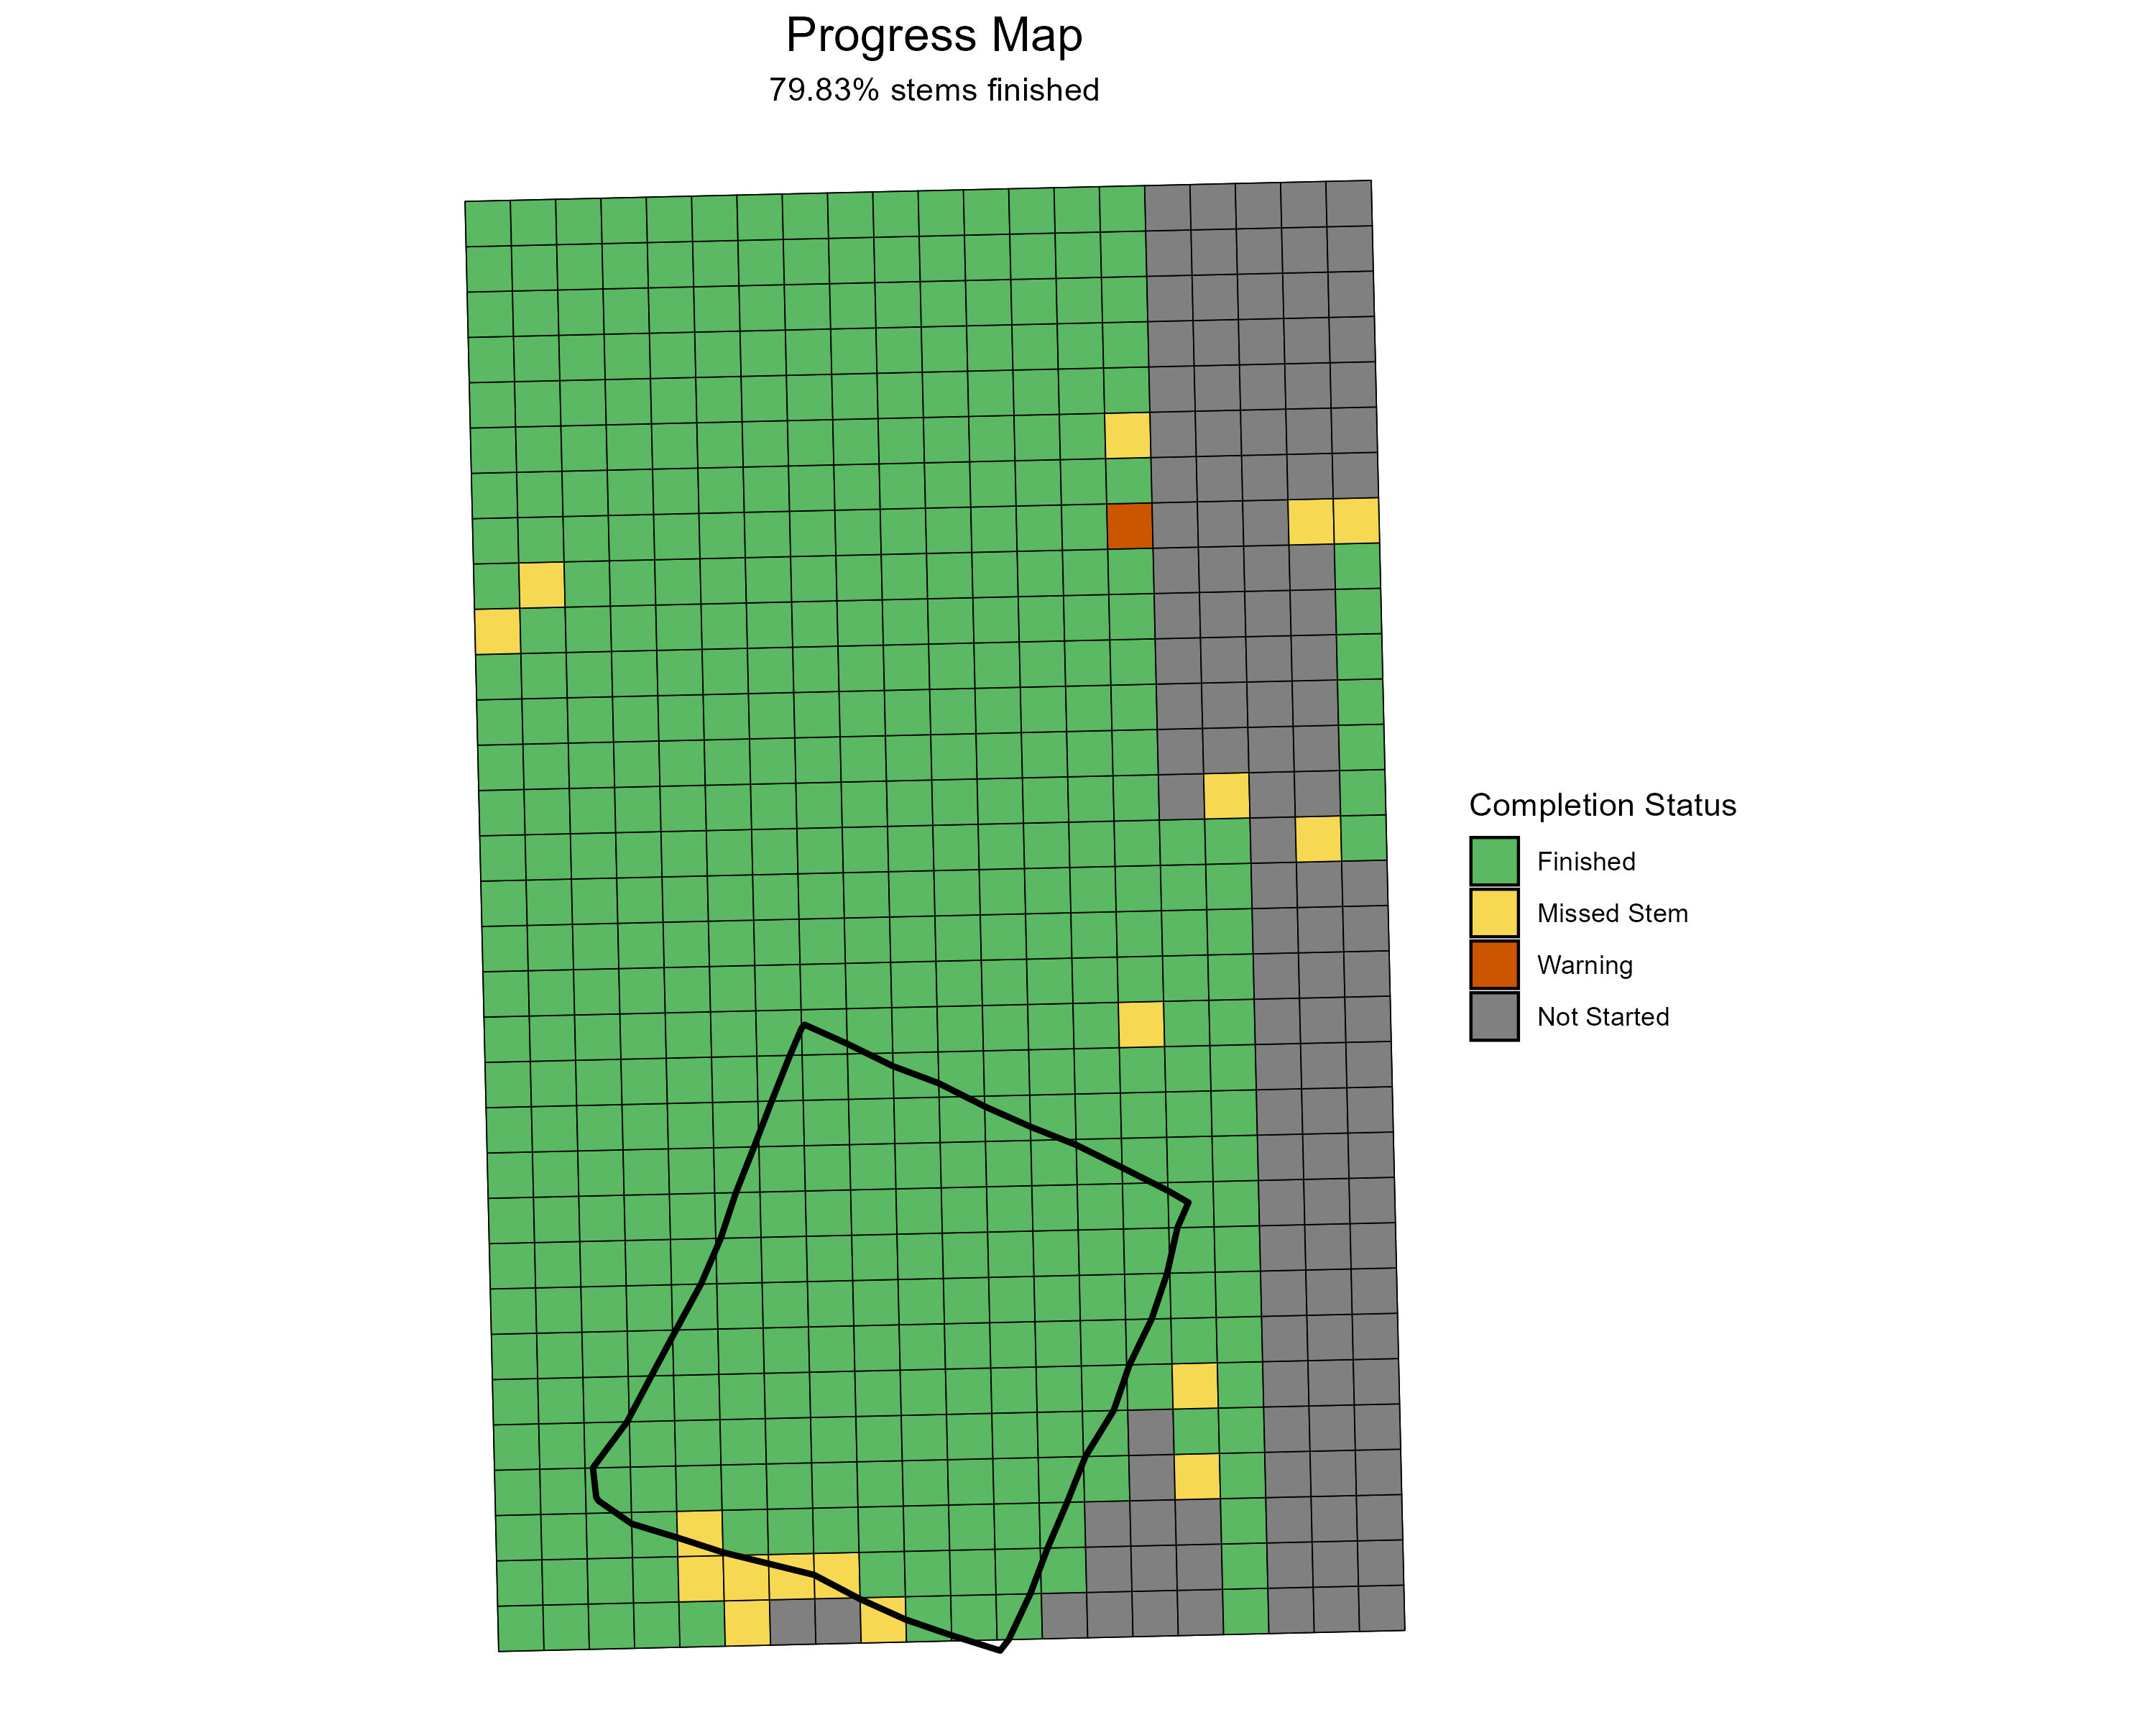 Progress Map
79.83% stems finished
Completion Status
Finished
Missed Stem
Warning
Not Started